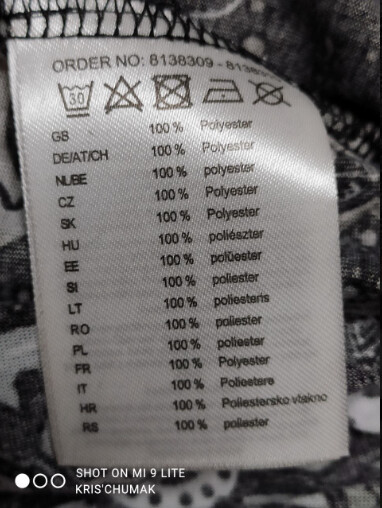 ORDER NO: 8138309 -
30
GB 100 % Polyester
DE/AT/CH 100 % Polyester
NL/BE 100 % polyester
CZ 100 % Polyester
SK 100 % Polyester
HU 100 % poliészter
EE 100 % polüester
SI 100 % poliester
LT 100 % poliesteris
RO 100 % poliester
PL 100 % poliester
FR 100 % Polyester
IT 100 % Poliestere
HR 100 % Poliestersko vlakno
RS 100 % poliester
SHOT ON MI 9 LITE
KRIS'CHUMAK